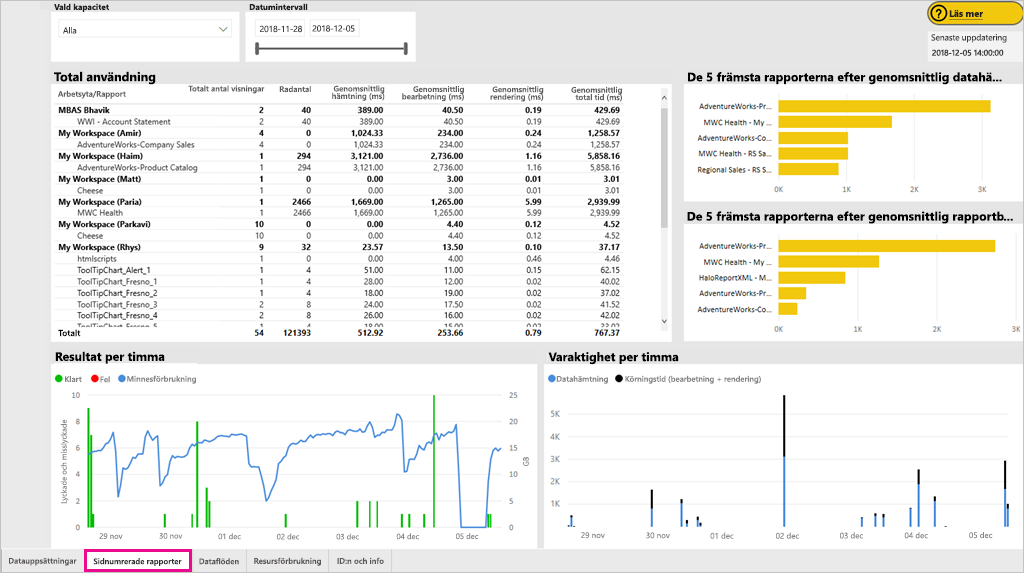 Vald kapacitet
Alla
Datumintervall
2018-11-28 2018-12-05
Läs mer
Senaste uppdatering
2018-12-05 14:00:00
Total användning
Arbetsyta/Rapport Totalt antal visningar Radantal Genomsnittlig hämtning (ms) Genomsnittlig bearbetning (ms) Genomsnittlig rendering (ms) Genomsnittlig total tid (ms)
MBAS Bhavik 2 40 389.00 40.50 0.19 429.69
WWI - Account Statement 2 40 389.00 40.50 0.19 429.69
My Workspace (Amir) 4 0 1,024.33 234.00 0.24 1,258.57
AdventureWorks-Company Sales 4 0 1,024.33 234.00 0.24 1,258.57
My Workspace (Haim) 1 294 3,121.00 2,736.00 1.16 5,858.16
AdventureWorks-Product Catalog 1 294 3,121.00 2,736.00 1.16 5,858.16
My Workspace (Matt) 1 0 0.00 3.00 0.01 3.01
Cheese 1 0 0.00 3.00 0.01 3.01
My Workspace (Paria) 1 2466 1,669.00 1,265.00 5.99 2,939.99
MWC Health 1 2466 1,669.00 1,265.00 5.99 2,939.99
My Workspace (Parkavi) 10 0 0.00 4.40 0.12 4.52
Cheese 10 0 0.00 4.40 0.12 4.52
My Workspace (Rhys) 9 32 23.57 13.50 0.10 37.17
htmlscripts 1 0 0.00 4.00 0.46 4.46
ToolTipChart_Alert_1 1 4 51.00 11.00 0.15 62.15
ToolTipChart_Fresno_1 1 4 28.00 12.00 0.02 40.02
ToolTipChart_Fresno_2 1 4 18.00 19.00 0.02 37.02
ToolTipChart_Fresno_3 2 8 24.00 17.50 0.02 41.52
ToolTipChart_Fresno_4 2 8 26.00 16.00 0.02 42.02
ToolTipChart_Fresno_5 1 4 18.00 15.00 0.02 33.02
Totalt 54 121393 512.92 253.66 0.79 767.37
De 5 främsta rapporterna efter genomsnittlig datahä...
AdventureWorks-Pr...
MWC Health - My ...
AdventureWorks-Co...
MWC Health - RS Sa...
Regional Sales - RS S...
0K 1K 2K 3K
De 5 främsta rapporterna efter genomsnittlig rapportb...
AdventureWorks-Pr...
MWC Health - My ...
HaloReportXML - M...
AdventureWorks-Pr...
AdventureWorks-Co...
0K 1K 2K 3K
Resultat per timma
Klart Fel Minnesförbrukning
Lyckade och misslyckade
10
8
6
4
2
0
25
20
15
10
5
0
GB
29 nov 30 nov 01 dec 02 dec 03 dec 04 dec 05 dec
Varaktighet per timma
Datahämtning Körningstid (bearbetning + rendering)
5K
4K
3K
2K
1K
29 nov 30 nov 01 dec 02 dec 03 dec 04 dec 05 dec
Datauppsättningar Sidnumrerade rapporter Dataflöden Resursförbrukning ID:n och info